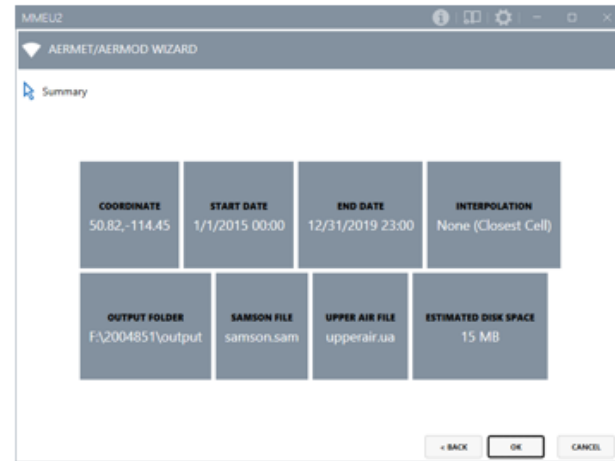 MMEU2
AERMET/AERMOD WIZARD
Summary
COORDINATE
50.82,-114.45
START DATE
1/1/2015 00:00
END DATE
12/31/2019 23:00
INTERPOLATION
None (Closest Cell)
OUTPUT FOLDER
F:\2004851\output
SAMSON FILE
samson.sam
UPPER AIR FILE
upperair.ua
ESTIMATED DISK SPACE
15 MB
< BACK
OK
CANCEL